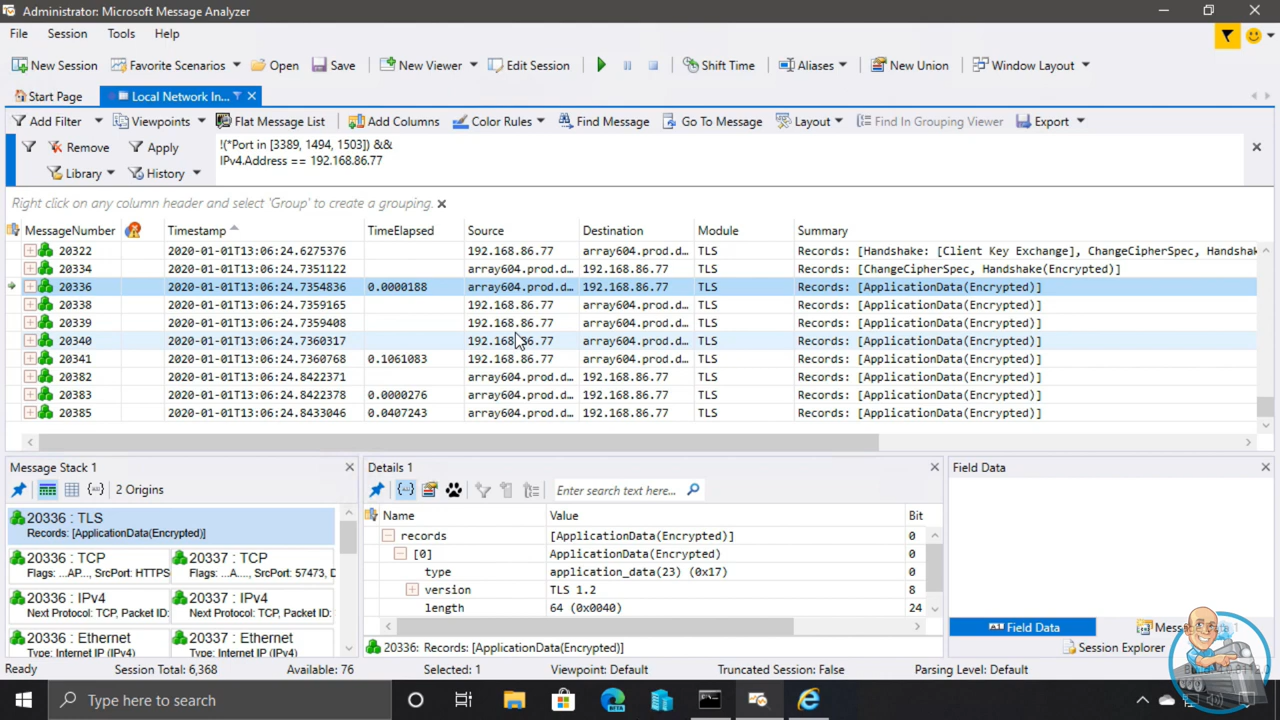 Administrator: Microsoft Message Analyzer
File Session Tools Help
New Session Favorite Scenarios Open Save New Viewer Edit Session Shift Time Aliases New Union Window Layout
Start Page Local Network In...
Add Filter Viewpoints Flat Message List Add Columns Color Rules Find Message Go To Message Layout Find In Grouping Viewer Export
Remove Apply
Library History
!(*Port in [3389, 1494, 1503]) &&
IPv4.Address == 192.168.86.77
Right click on any column header and select 'Group' to create a grouping.
MessageNumber Timestamp TimeElapsed Source Destination Module Summary
20322 2020-01-01T13:06:24.6275376 192.168.86.77 array604.prod.d... TLS Records: [Handshake: [Client Key Exchange], ChangeCipherSpec, Handsha
20334 2020-01-01T13:06:24.7351122 array604.prod.d... 192.168.86.77 TLS Records: [ChangeCipherSpec, Handshake(Encrypted)]
20336 2020-01-01T13:06:24.7354836 0.0000188 array604.prod.d... 192.168.86.77 TLS Records: [ApplicationData(Encrypted)]
20338 2020-01-01T13:06:24.7359165 192.168.86.77 array604.prod.d... TLS Records: [ApplicationData(Encrypted)]
20339 2020-01-01T13:06:24.7359408 192.168.86.77 array604.prod.d... TLS Records: [ApplicationData(Encrypted)]
20340 2020-01-01T13:06:24.7360317 192.168.86.77 array604.prod.d... TLS Records: [ApplicationData(Encrypted)]
20341 2020-01-01T13:06:24.7360768 0.1061083 192.168.86.77 array604.prod.d... TLS Records: [ApplicationData(Encrypted)]
20382 2020-01-01T13:06:24.8422371 array604.prod.d... 192.168.86.77 TLS Records: [ApplicationData(Encrypted)]
20383 2020-01-01T13:06:24.8422378 0.0000276 array604.prod.d... 192.168.86.77 TLS Records: [ApplicationData(Encrypted)]
20385 2020-01-01T13:06:24.8433046 0.0407243 array604.prod.d... 192.168.86.77 TLS Records: [ApplicationData(Encrypted)]
Message Stack 1
2 Origins
20336 : TLS
Records: [ApplicationData(Encrypted)]
20336 : TCP 20337 : TCP
Flags: ...AP..., SrcPort: HTTPS Flags: ...A...., SrcPort: 57473, D
20336 : IPv4 20337 : IPv4
Next Protocol: TCP, Packet ID: Next Protocol: TCP, Packet ID:
20336 : Ethernet 20337 : Ethernet
Type: Internet IP (IPv4) Type: Internet IP (IPv4)
Details 1
Enter search text here...
Name Value Bit
records [ApplicationData(Encrypted)] 0
[0] ApplicationData(Encrypted) 0
type application_data(23) (0x17) 0
version TLS 1.2 8
length 64 (0x0040) 24
20336: Records: [ApplicationData(Encrypted)]
Field Data
Field Data
Session Explorer
Ready Session Total: 6,368 Available: 76 Selected: 1 Viewpoint: Default Truncated Session: False Parsing Level: Default
Type here to search
BETA